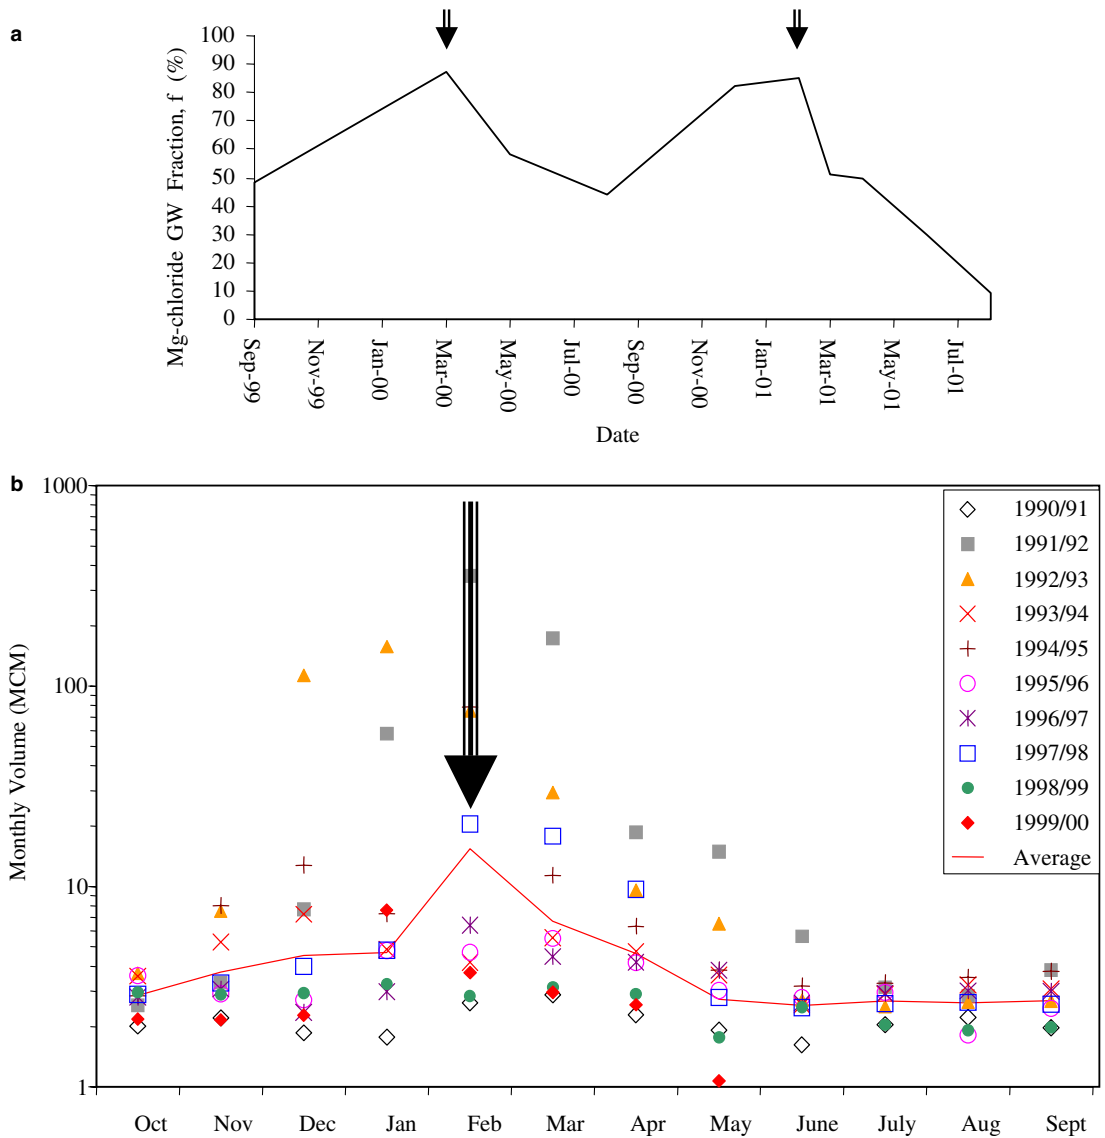 a
Mg-chloride GW Fraction, f (%)
100
90
80
70
60
50
40
30
20
10
0
Sep-99
Nov-99
Jan-00
Mar-00
May-00
Jul-00
Sep-00
Nov-00
Jan-01
Mar-01
May-01
Jul-01
Date
b
Monthly Volume (MCM)
1000
100
10
1
1990/91
1991/92
1992/93
1993/94
1994/95
1995/96
1996/97
1997/98
1998/99
1999/00
Average
Oct Nov Dec Jan Feb Mar Apr May June July Aug Sept